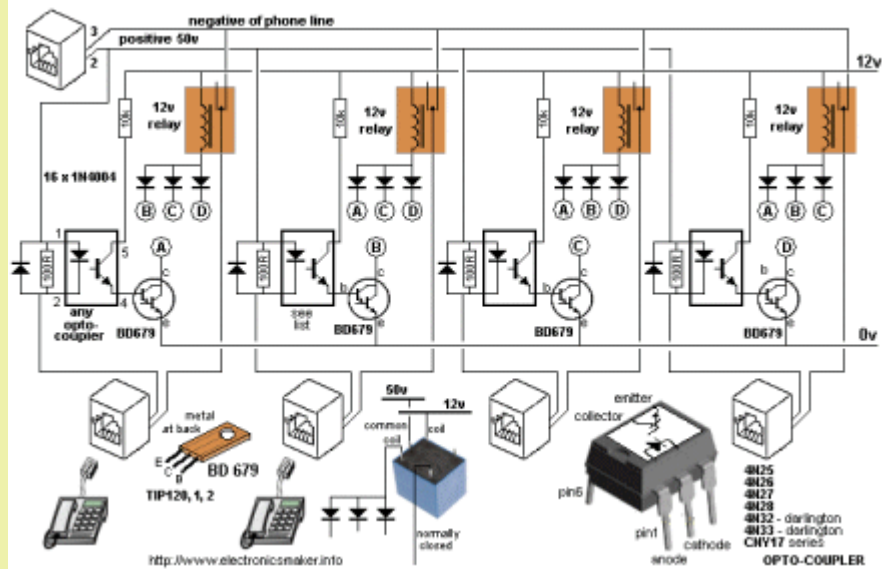 3
negative of phone line
positive 50v
2
12v
10k
12v
relay
10k
12v
relay
10k
12v
relay
10k
12v
relay
16 x 1N4004
B C D
A C D
A B D
A B C
1
100R
5
A
c
2
4
e
any
opto-
coupler
BD679
100R
see
list
B
c
b
e
BD679
100R
C
c
b
e
BD679
100R
D
c
b
e
BD679
0v
metal
at back
E
C
B
BD 679
TIP120, 1, 2
50v
12v
common
coil
coil
normally
closed
emitter
collector
pin6
pin1
anode
cathode
4N25
4N26
4N27
4N28
4N32 - darlington
4N33 - darlington
CNY17 series
OPTO-COUPLER
http://www.electronicsmaker.info